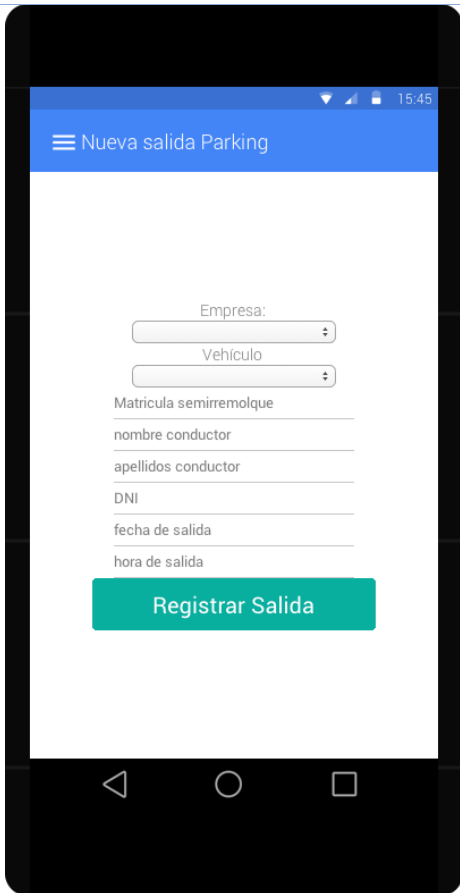 15:45
Nueva salida Parking
Empresa:
Vehículo
Matricula semirremolque
nombre conductor
apellidos conductor
DNI
fecha de salida
hora de salida
Registrar Salida